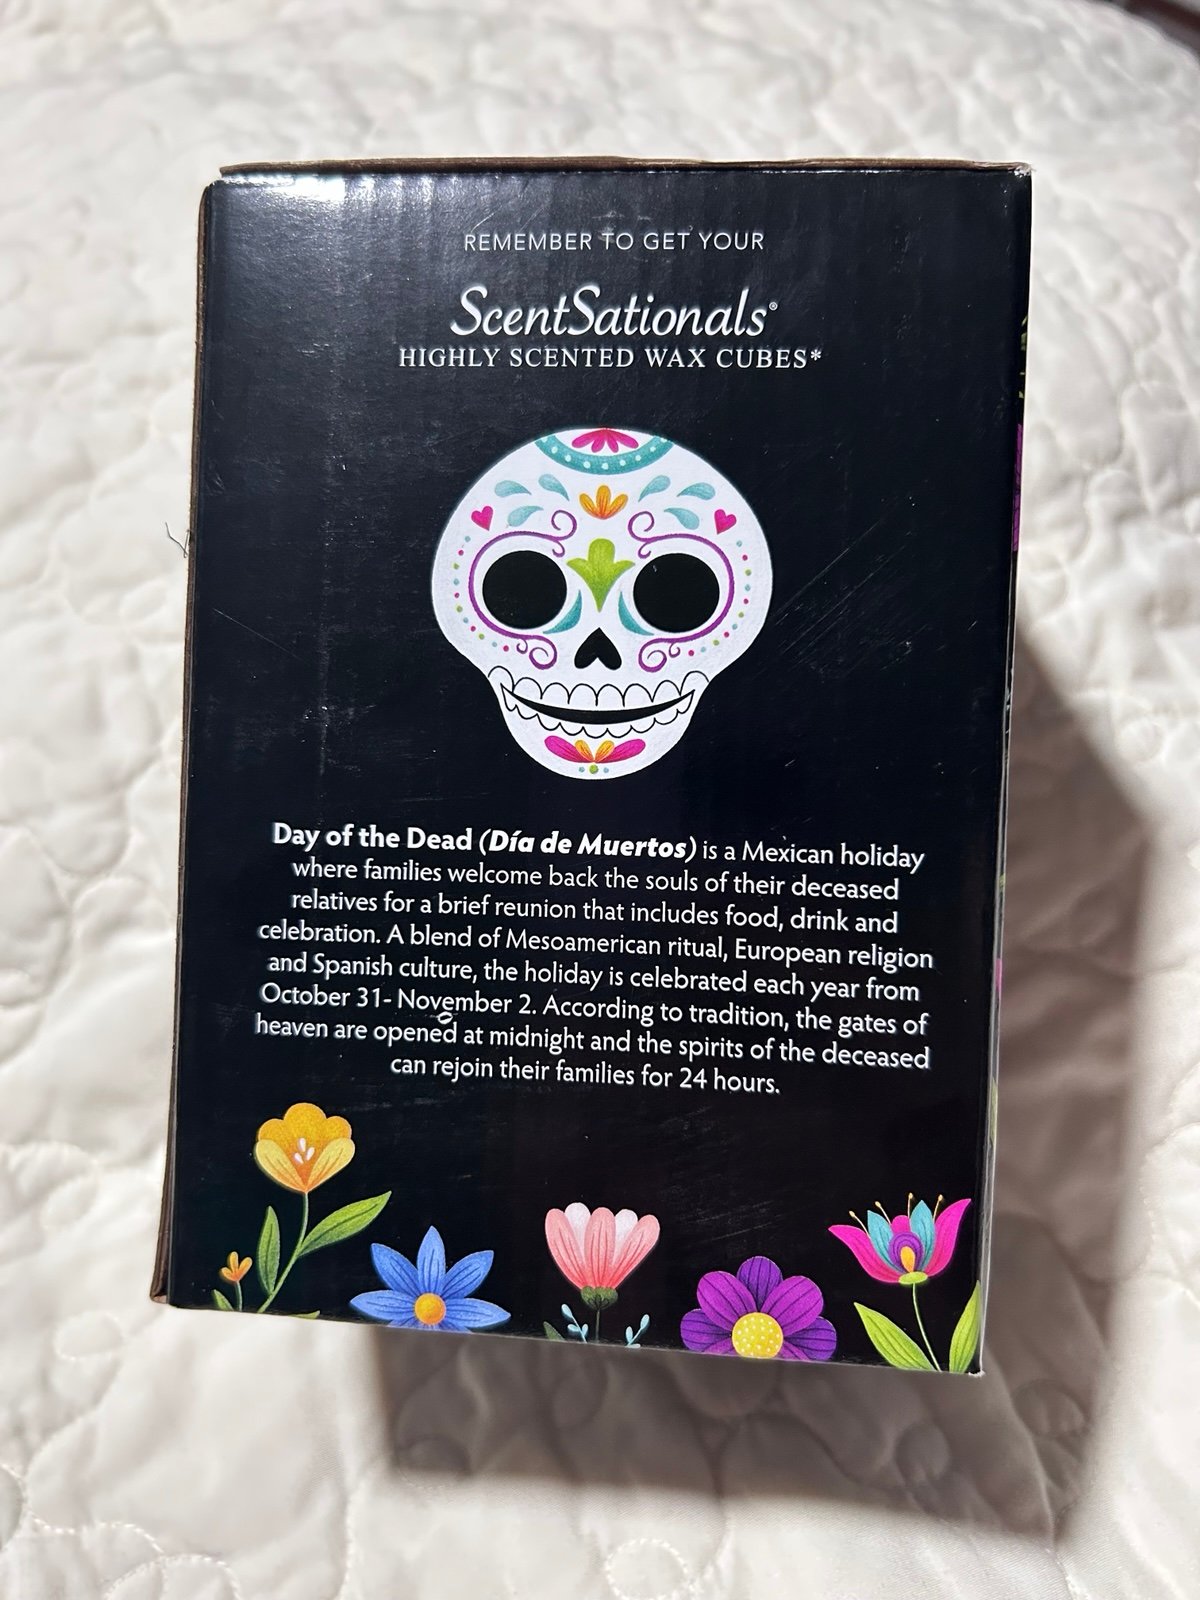 REMEMBER TO GET YOUR
ScentSationals®
HIGHLY SCENTED WAX CUBES*
Day of the Dead (Día de Muertos) is a Mexican holiday
where families welcome back the souls of their deceased
relatives for a brief reunion that includes food, drink and
celebration. A blend of Mesoamerican ritual, European religion
and Spanish culture, the holiday is celebrated each year from
October 31- November 2. According to tradition, the gates of
heaven are opened at midnight and the spirits of the deceased
can rejoin their families for 24 hours.